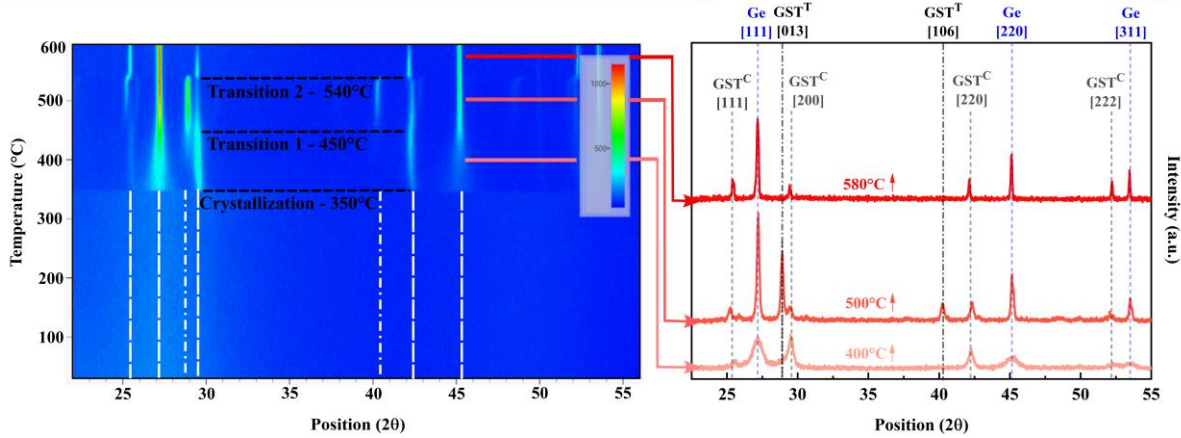 600
500
400
300
200
100
Temperature (°C)
Transition 2 - 540°C
Transition 1 - 450°C
Crystallization - 350°C
1000
500
25 30 35 40 45 50 55
Position (2θ)
Ge
[111]
GST^T
[013]
GST^T
[106]
Ge
[220]
Ge
[311]
GST^C
[111]
GST^C
[200]
GST^C
[220]
GST^C
[222]
580°C
500°C
400°C
Intensity (a.u.)
25 30 35 40 45 50 55
Position (2θ)